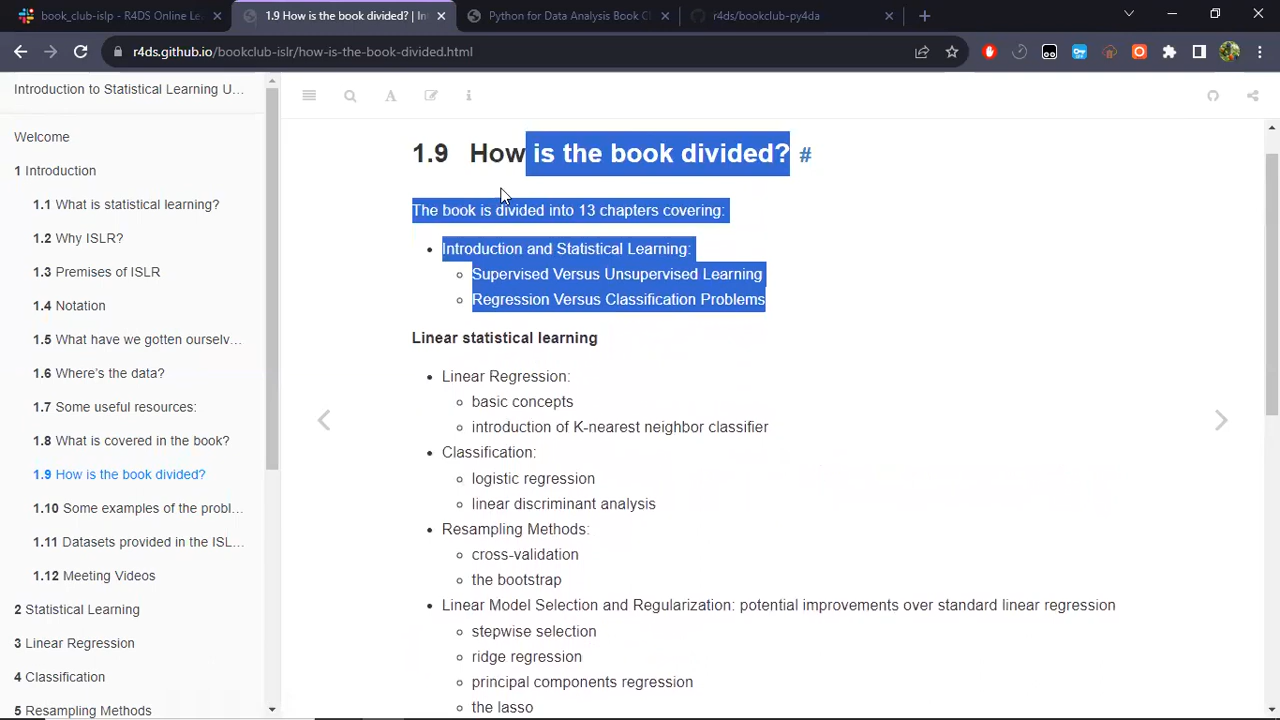 book_club-islp - R4DS Online Le
1.9 How is the book divided? | In
Python for Data Analysis Book Cl
r4ds/bookclub-py4da
r4ds.github.io/bookclub-islr/how-is-the-book-divided.html
Introduction to Statistical Learning U...
Welcome
1 Introduction
1.1 What is statistical learning?
1.2 Why ISLR?
1.3 Premises of ISLR
1.4 Notation
1.5 What have we gotten ourselv...
1.6 Where's the data?
1.7 Some useful resources:
1.8 What is covered in the book?
1.9 How is the book divided?
1.10 Some examples of the probl...
1.11 Datasets provided in the ISL...
1.12 Meeting Videos
2 Statistical Learning
3 Linear Regression
4 Classification
5 Resampling Methods
1.9 How is the book divided? #
The book is divided into 13 chapters covering:
• Introduction and Statistical Learning:
◦ Supervised Versus Unsupervised Learning
◦ Regression Versus Classification Problems
Linear statistical learning
• Linear Regression:
◦ basic concepts
◦ introduction of K-nearest neighbor classifier
• Classification:
◦ logistic regression
◦ linear discriminant analysis
• Resampling Methods:
◦ cross-validation
◦ the bootstrap
• Linear Model Selection and Regularization: potential improvements over standard linear regression
◦ stepwise selection
◦ ridge regression
◦ principal components regression
◦ the lasso